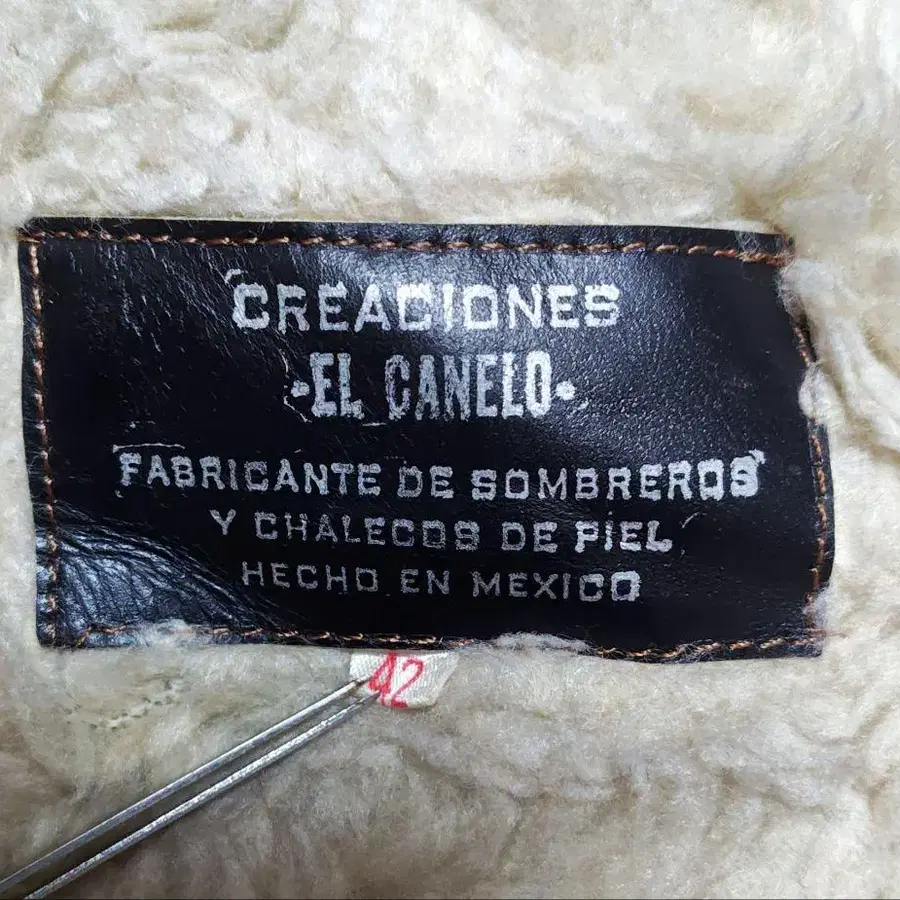 CREACIONES
·EL CANELO·
FABRICANTE DE SOMBREROS
Y CHALECOS DE PIEL
HECHO EN MEXICO
42